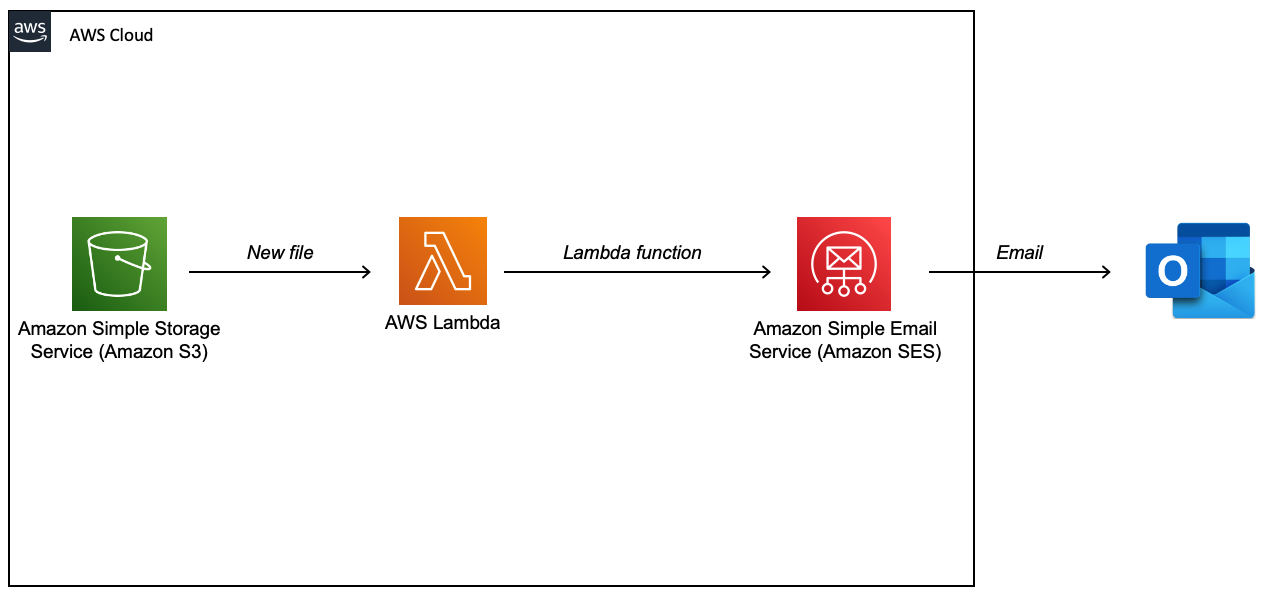 aws
AWS Cloud
New file
Lambda function
Email
O
Amazon Simple Storage
Service (Amazon S3)
AWS Lambda
Amazon Simple Email
Service (Amazon SES)